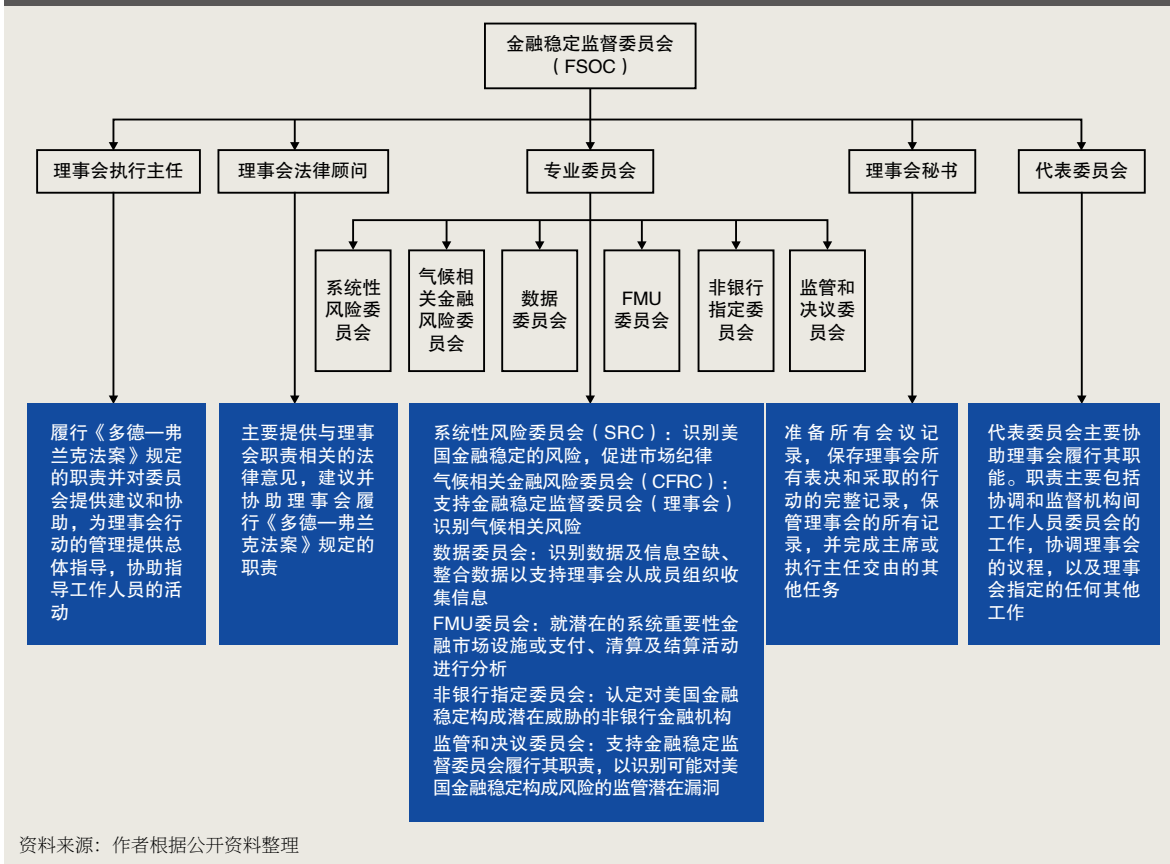 金融稳定监督委员会
（FSOC）
理事会执行主任
理事会法律顾问
专业委员会
理事会秘书
代表委员会
系统性
风险委
员会
气候相
关金融
风险委
员会
数据
委员会
FMU
委员会
非银行
指定委
员会
监管和
决议委
员会
履行《多德—弗
兰克法案》规定
的职责并对委员
会提供建议和协
助，为理事会行
动的管理提供总
体指导，协助指
导工作人员的活
动
主要提供与理事
会职责相关的法
律意见，建议并
协助理事会履
行《多德—弗兰
克法案》规定的
职责
系统性风险委员会（SRC）：识别美
国金融稳定的风险，促进市场纪律
气候相关金融风险委员会（CFRC）：
支持金融稳定监督委员会（理事会）
识别气候相关风险
数据委员会：识别数据及信息空缺、
整合数据以支持理事会从成员组织收
集信息
FMU委员会：就潜在的系统重要性金
融市场设施或支付、清算及结算活动
进行分析
非银行指定委员会：认定对美国金融
稳定构成潜在威胁的非银行金融机构
监管和决议委员会：支持金融稳定监
督委员会履行其职责，以识别可能对美
国金融稳定构成风险的监管潜在漏洞
准备所有会议记
录，保存理事会所
有表决和采取的行
动的完整记录，保
管理事会的所有记
录，并完成主席或
执行主任交由的其
他任务
代表委员会主要协
助理事会履行其职
能。职责主要包括
协调和监督机构间
工作人员委员会的
工作，协调理事会
的议程，以及理事
会指定的任何其他
工作
资料来源：作者根据公开资料整理